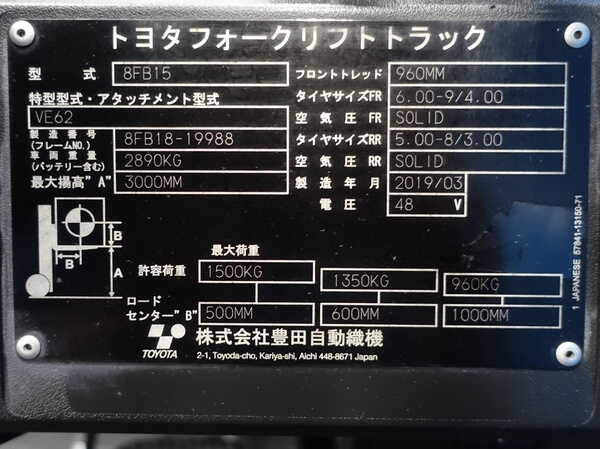 トヨタフォークリフトトラック
型式 8FB15 フロントトレッド 960MM
特型型式・アタッチメント型式 タイヤサイズFR 6.00-9/4.00
VE62 空気圧 FR SOLID
製造番号 (フレームNO.) 8FB18-19988 タイヤサイズRR 5.00-8/3.00
車両重量 (バッテリー含む) 2890KG 空気圧 RR SOLID
最大揚高"A" 3000MM 製造年月 2019/03
電圧 48 V
B
B
A
最大荷重
許容荷重 1500KG 1350KG 960KG
ロード
センター"B" 500MM 600MM 1000MM
TOYOTA 株式会社豊田自動織機
2-1, Toyoda-cho, Kariya-shi, Aichi 448-8671 Japan
1 JAPANESE 57841-13150-71